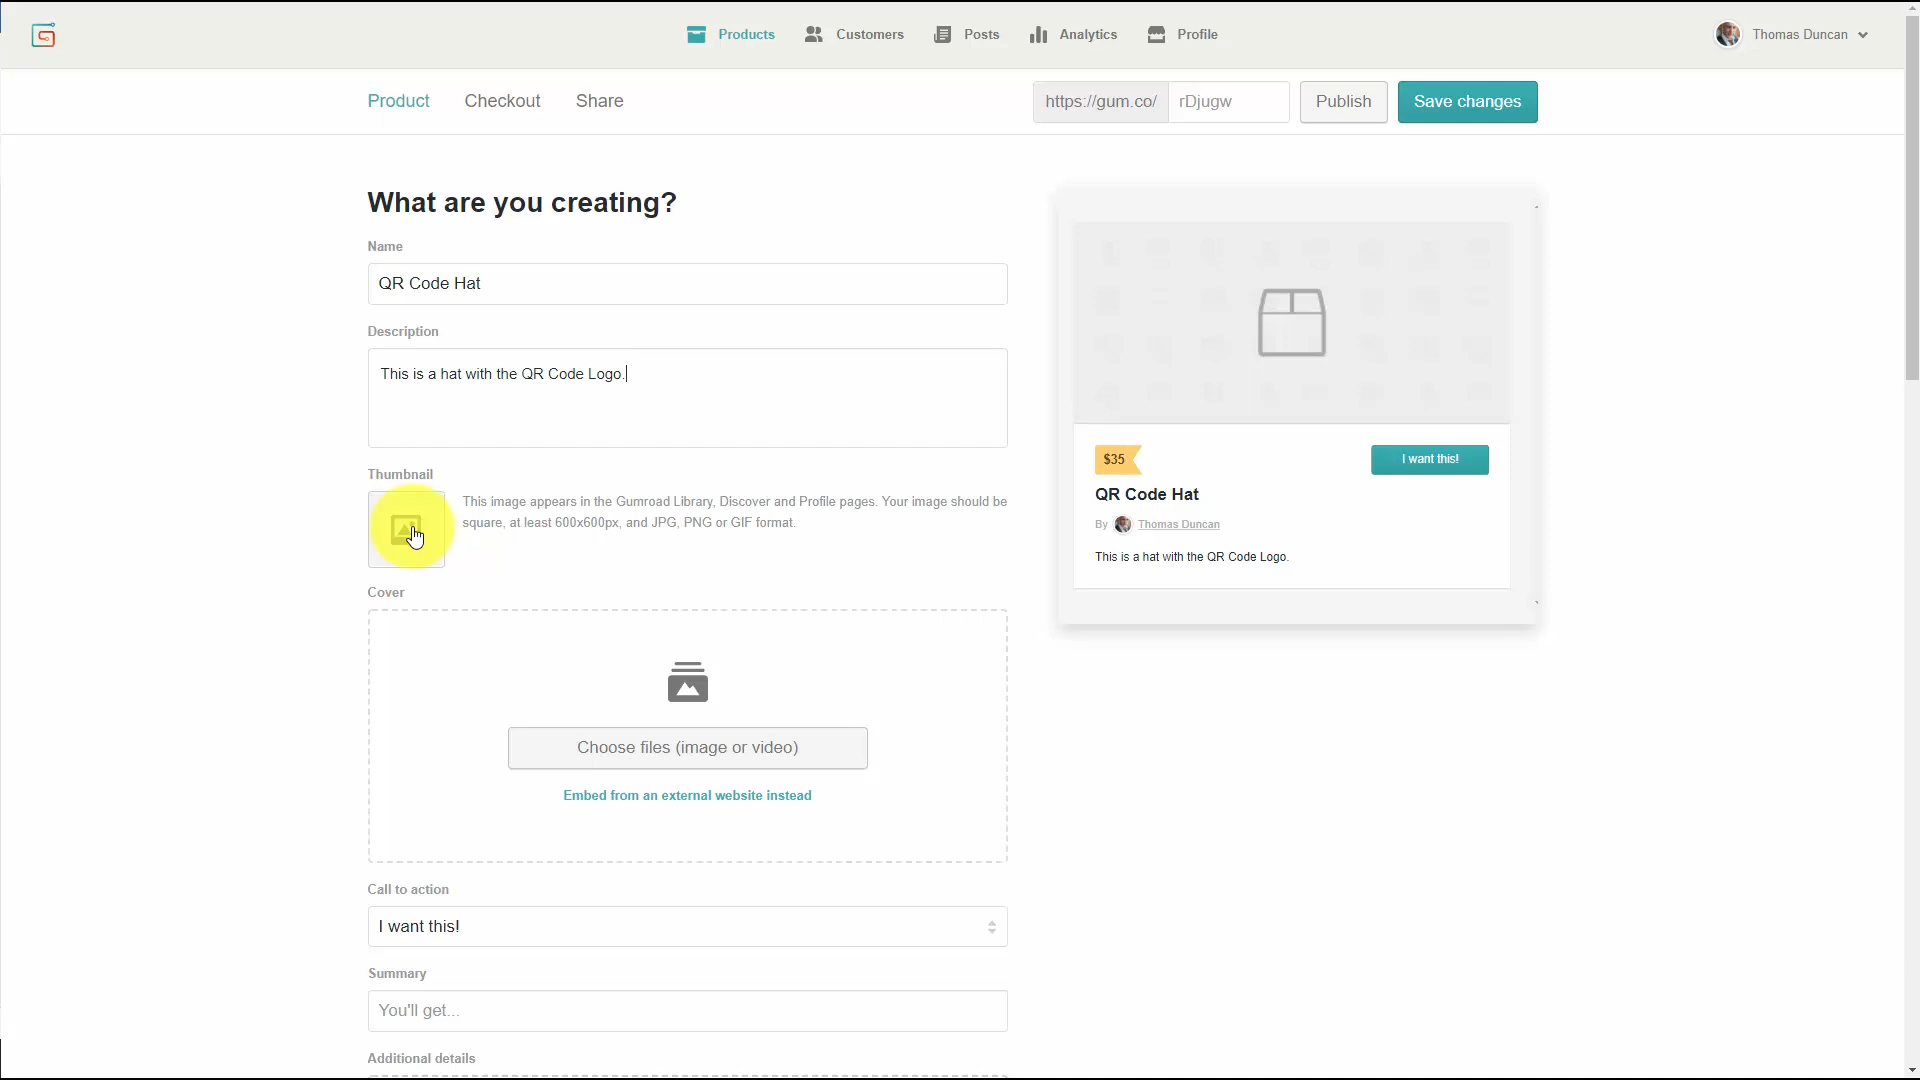 Products
Customers
Posts
Analytics
Profile
Thomas Duncan
Product
Checkout
Share
https://gum.co/
rDjugw
Publish
Save changes
What are you creating?
Name
QR Code Hat
Description
This is a hat with the QR Code Logo.
Thumbnail
This image appears in the Gumroad Library, Discover and Profile pages. Your image should be
square, at least 600x600px, and JPG, PNG or GIF format.
Cover
Choose files (image or video)
Embed from an external website instead
Call to action
I want this!
Summary
You'll get...
Additional details
$35
I want this!
QR Code Hat
By Thomas Duncan
This is a hat with the QR Code Logo.